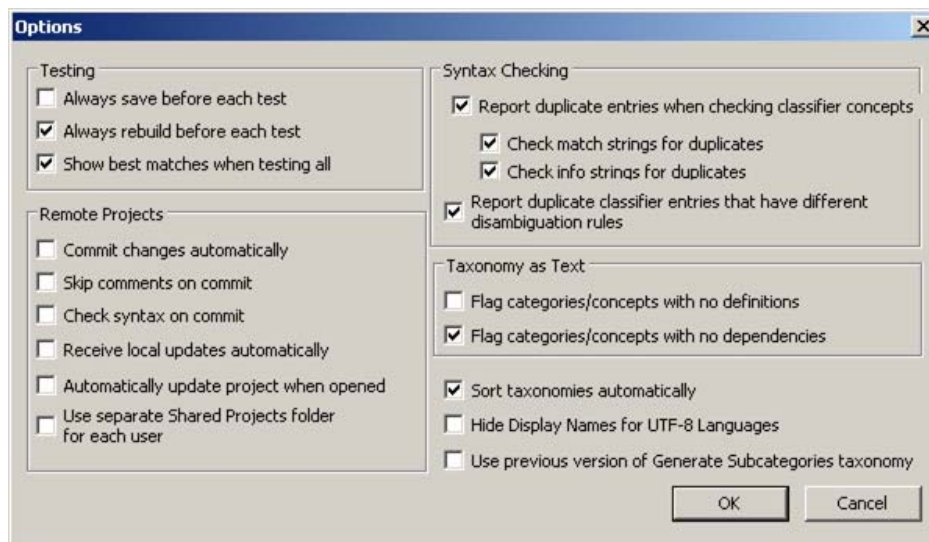 Options
Testing
Always save before each test
Always rebuild before each test
Show best matches when testing all
Remote Projects
Commit changes automatically
Skip comments on commit
Check syntax on commit
Receive local updates automatically
Automatically update project when opened
Use separate Shared Projects folder
for each user
Syntax Checking
Report duplicate entries when checking classifier concepts
Check match strings for duplicates
Check info strings for duplicates
Report duplicate classifier entries that have different
disambiguation rules
Taxonomy as Text
Flag categories/concepts with no definitions
Flag categories/concepts with no dependencies
Sort taxonomies automatically
Hide Display Names for UTF-8 Languages
Use previous version of Generate Subcategories taxonomy
OK
Cancel